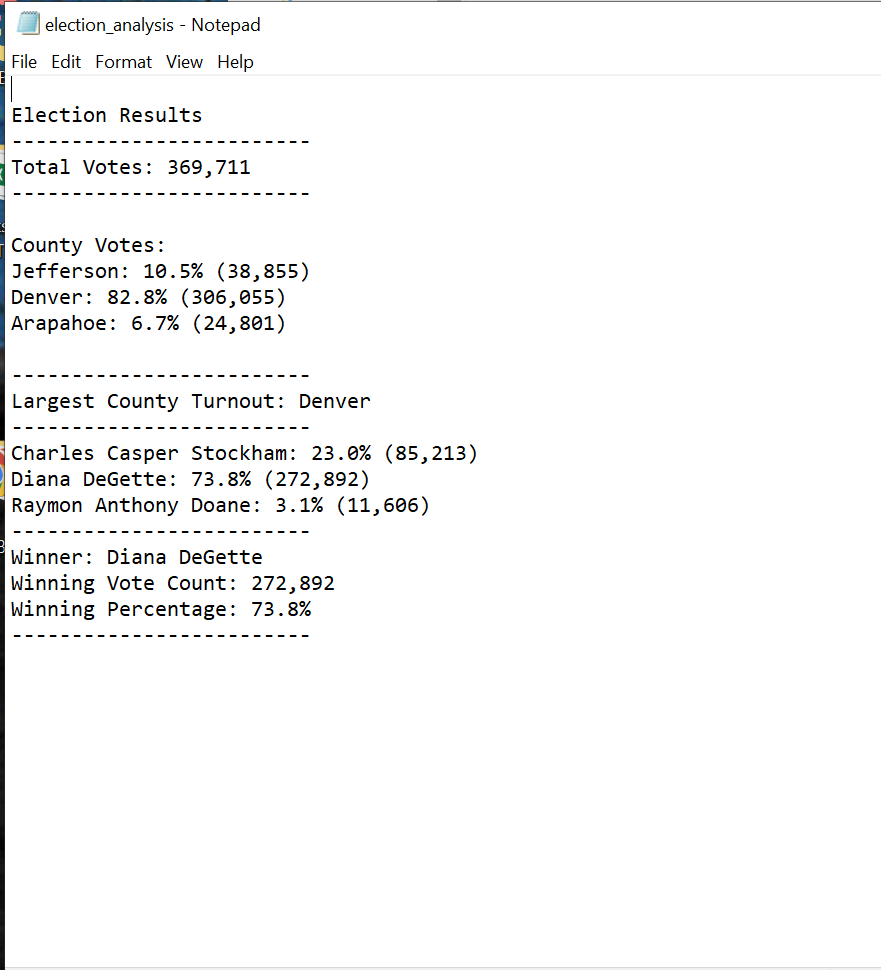 election_analysis - Notepad
File Edit Format View Help
Election Results
-------------------------
Total Votes: 369,711
-------------------------
County Votes:
Jefferson: 10.5% (38,855)
Denver: 82.8% (306,055)
Arapahoe: 6.7% (24,801)
-------------------------
Largest County Turnout: Denver
-------------------------
Charles Casper Stockham: 23.0% (85,213)
Diana DeGette: 73.8% (272,892)
Raymon Anthony Doane: 3.1% (11,606)
-------------------------
Winner: Diana DeGette
Winning Vote Count: 272,892
Winning Percentage: 73.8%
-------------------------